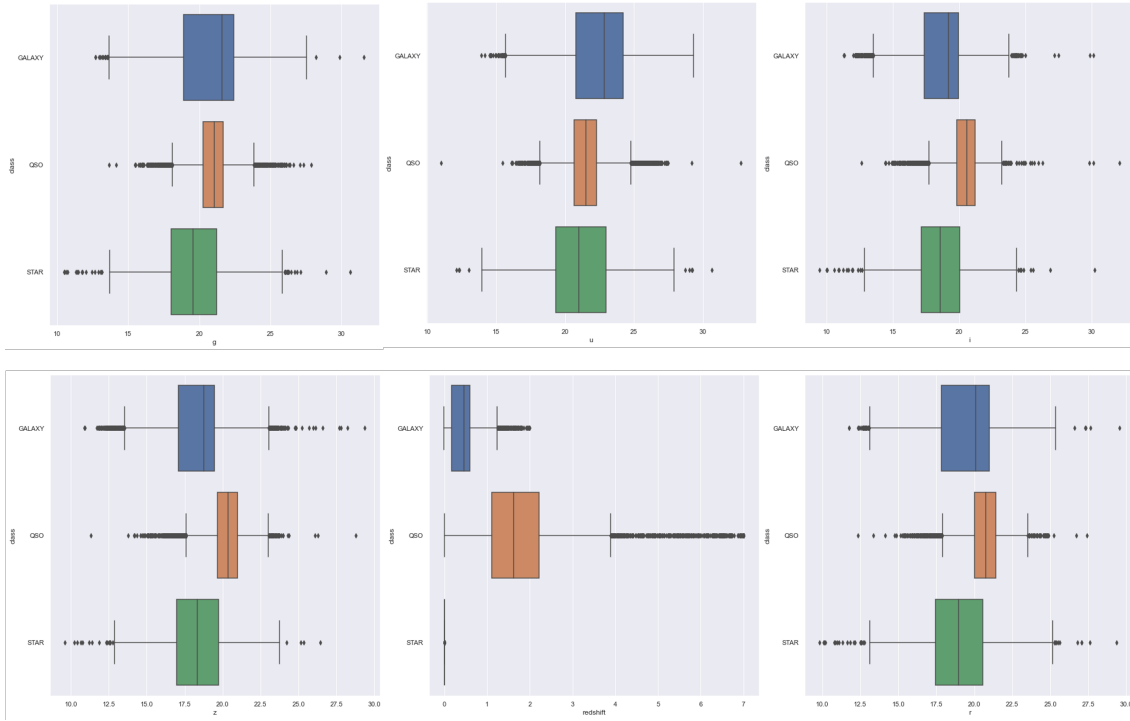 GALAXY
QSO
STAR
class
10 15 20 25 30
g
GALAXY
QSO
STAR
class
10 15 20 25 30
u
GALAXY
QSO
STAR
class
10 15 20 25 30
i
GALAXY
QSO
STAR
class
10.0 12.5 15.0 17.5 20.0 22.5 25.0 27.5 30.0
z
GALAXY
QSO
STAR
class
0 1 2 3 4 5 6 7
redshift
GALAXY
QSO
STAR
class
10.0 12.5 15.0 17.5 20.0 22.5 25.0 27.5 30.0
r